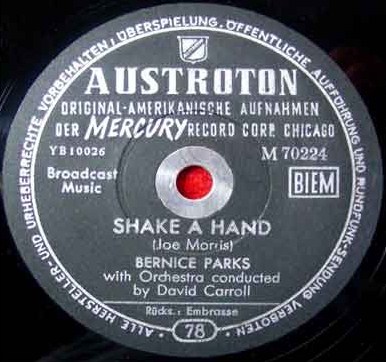 ALLE HERSTELLER- UND URHEBERRECHTE VORBEHALTEN; ÜBERSPIELUNG, ÖFFENTLICHE AUFFÜHRUNG UND RUNDFUNK-SENDUNG VERBOTEN
AUSTROTON
ORIGINAL-AMERIKANISCHE AUFNAHMEN
DER MERCURY RECORD CORP. CHICAGO
YB 10026
M 70224
Broadcast
Music
BIEM
SHAKE A HAND
(Joe Morris)
BERNICE PARKS
with Orchestra conducted
by David Carroll
Rücks.: Embrasse
78